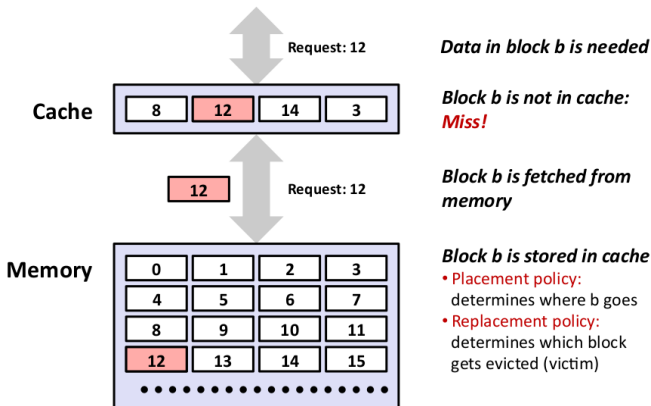 Request: 12
Data in block b is needed
Cache
8 12 14 3
Block b is not in cache:
Miss!
12
Request: 12
Block b is fetched from
memory
Memory
0 1 2 3
4 5 6 7
8 9 10 11
12 13 14 15
Block b is stored in cache
• Placement policy:
determines where b goes
• Replacement policy:
determines which block
gets evicted (victim)